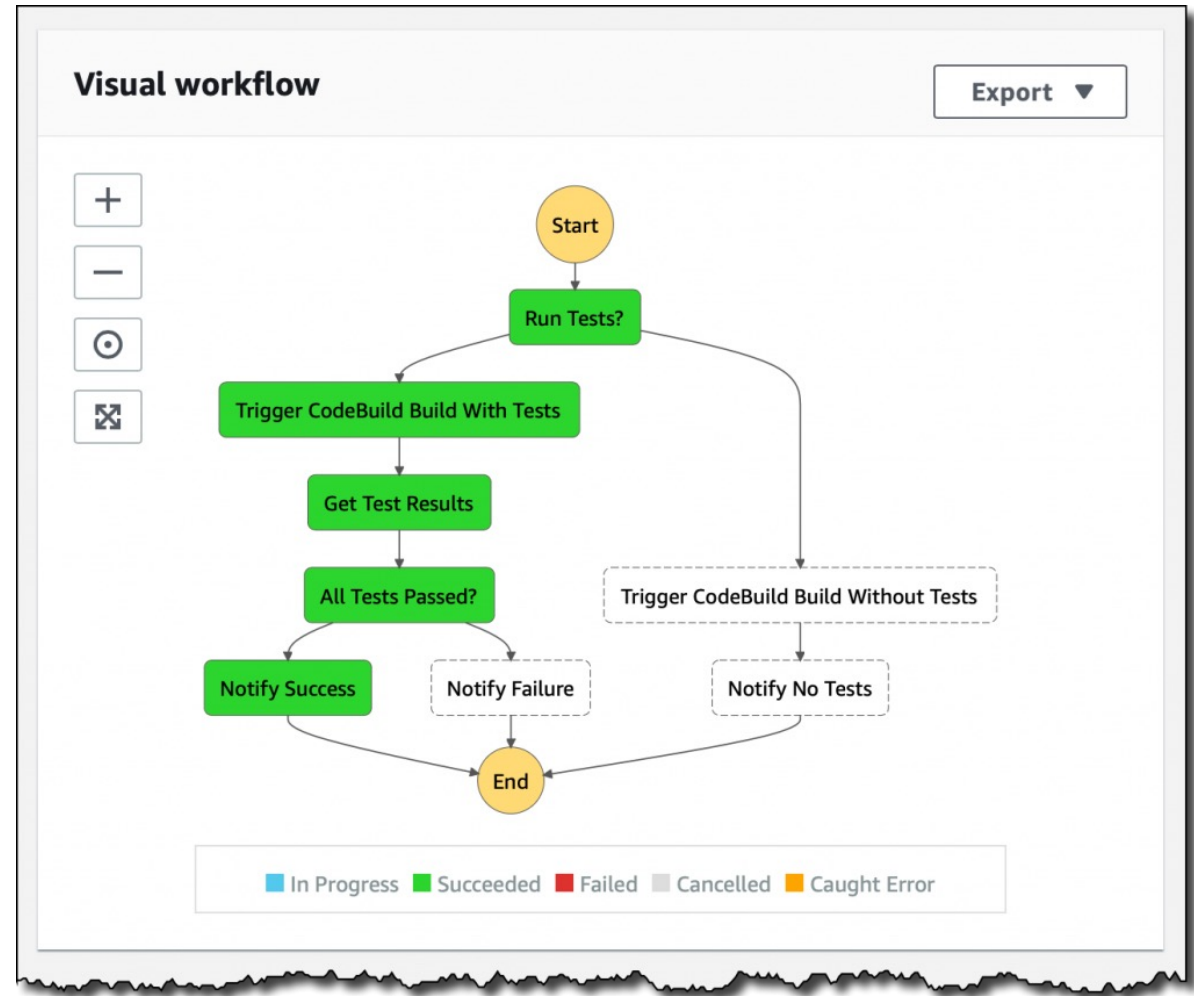 Visual workflow
Export
Start
Run Tests?
Trigger CodeBuild Build With Tests
Get Test Results
All Tests Passed?
Trigger CodeBuild Build Without Tests
Notify Success
Notify Failure
Notify No Tests
End
In Progress Succeeded Failed Cancelled Caught Error